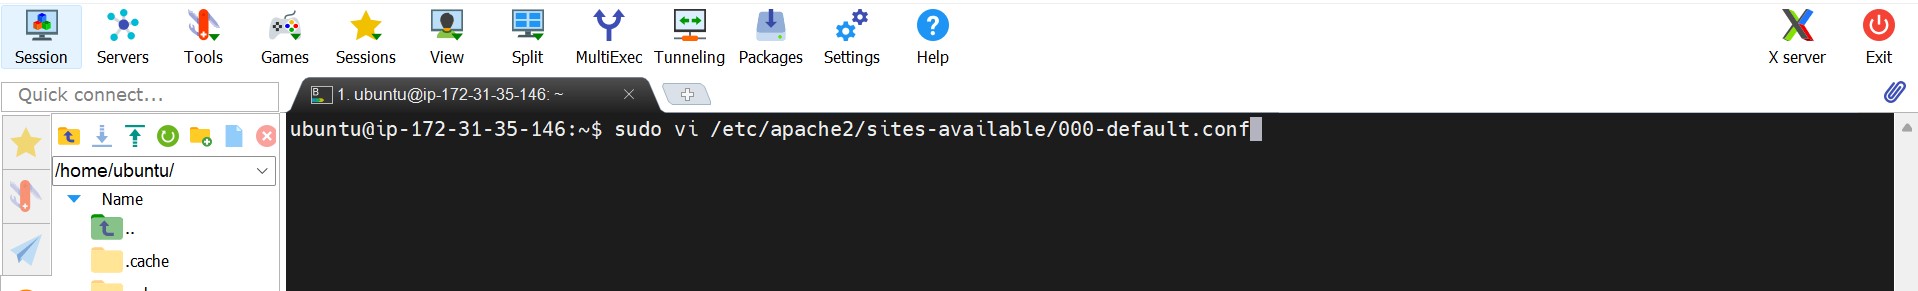 Session Servers Tools Games Sessions View Split MultiExec Tunneling Packages Settings Help X server Exit
Quick connect...
1. ubuntu@ip-172-31-35-146: ~
/home/ubuntu/
Name
..
.cache
ubuntu@ip-172-31-35-146:~$ sudo vi /etc/apache2/sites-available/000-default.conf